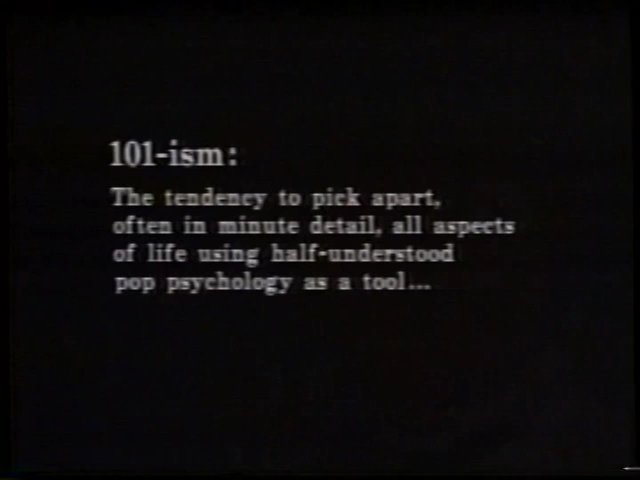 101-ism:
The tendency to pick apart,
often in minute detail, all aspects
of life using half-understood
pop psychology as a tool...